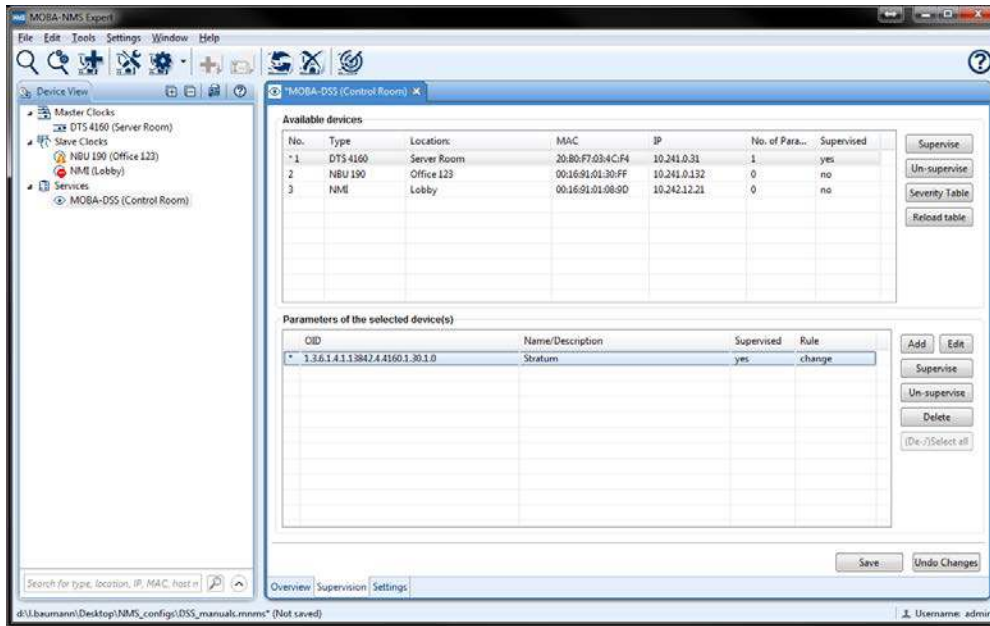 MOBA-NMS Expert
File Edit Tools Settings Window Help
Device View
*MOBA-DSS (Control Room)
Master Clocks
DTS 4160 (Server Room)
Slave Clocks
NBU 190 (Office 123)
NMI (Lobby)
Services
MOBA-DSS (Control Room)
Available devices
No. Type Location: MAC IP No. of Para... Supervised
* 1 DTS 4160 Server Room 20:B0:F7:03:4C:F4 10.241.0.31 1 yes
2 NBU 190 Office 123 00:16:91:01:30:FF 10.241.0.132 0 no
3 NMI Lobby 00:16:91:01:08:9D 10.242.12.21 0 no
Supervise
Un-supervise
Severity Table
Reload table
Parameters of the selected device(s)
OID Name/Description Supervised Rule
* 1.3.6.1.4.1.13842.4.4160.1.30.1.0 Stratum yes change
Add Edit
Supervise
Un-supervise
Delete
(De-/)Select all
Save Undo Changes
Search for type, location, IP, MAC, host n
Overview Supervision Settings
d:\l.baumann\Desktop\NMS_configs\DSS_manuals.mnms* (Not saved)
Username: admin